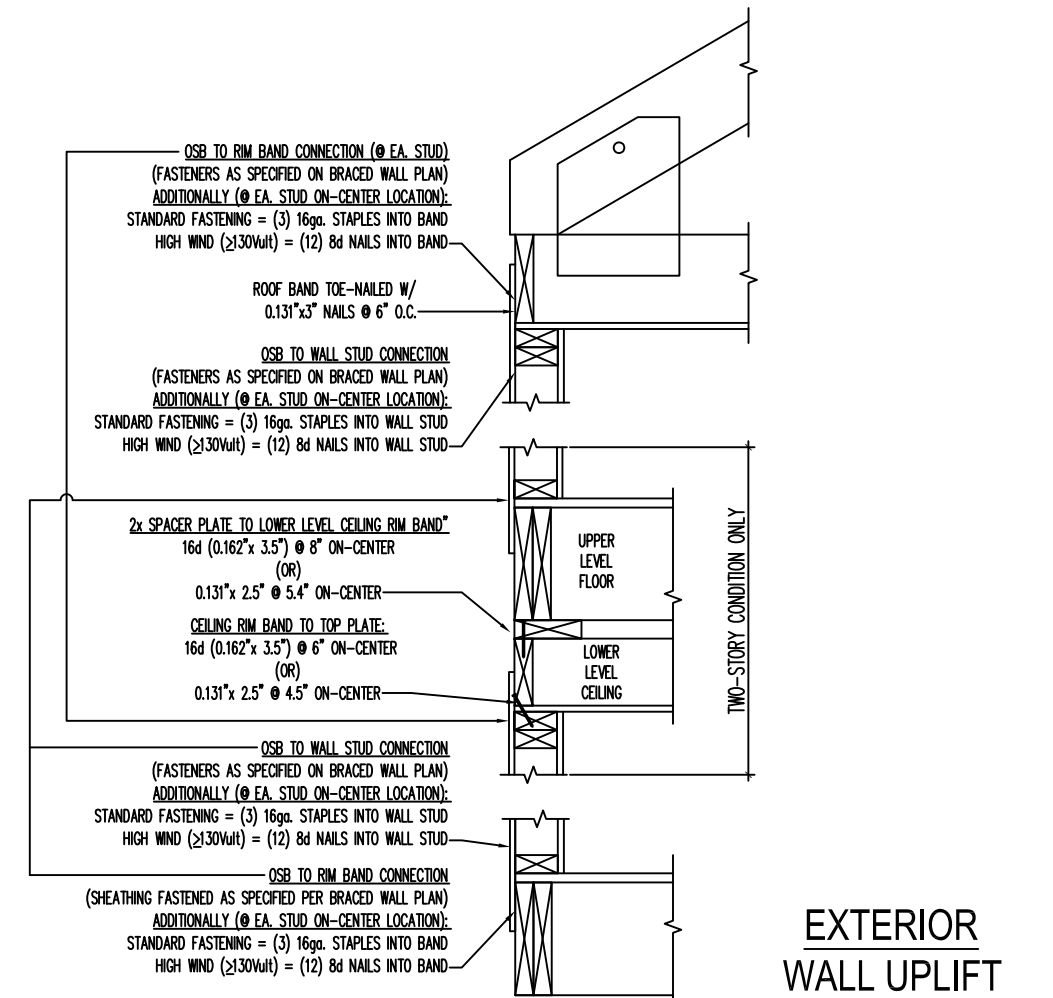 OSB TO RIM BAND CONNECTION (@ EA. STUD)
(FASTENERS AS SPECIFIED ON BRACED WALL PLAN)
ADDITIONALLY (@ EA. STUD ON-CENTER LOCATION):
STANDARD FASTENING = (3) 16ga. STAPLES INTO BAND
HIGH WIND (≥130Vult) = (12) 8d NAILS INTO BAND
ROOF BAND TOE-NAILED W/
0.131"x3" NAILS @ 6" O.C.
OSB TO WALL STUD CONNECTION
(FASTENERS AS SPECIFIED ON BRACED WALL PLAN)
ADDITIONALLY (@ EA. STUD ON-CENTER LOCATION):
STANDARD FASTENING = (3) 16ga. STAPLES INTO WALL STUD
HIGH WIND (≥130Vult) = (12) 8d NAILS INTO WALL STUD
2x SPACER PLATE TO LOWER LEVEL CEILING RIM BAND"
16d (0.162"x 3.5") @ 8" ON-CENTER
(OR)
0.131"x 2.5" @ 5.4" ON-CENTER
CEILING RIM BAND TO TOP PLATE:
16d (0.162"x 3.5") @ 6" ON-CENTER
(OR)
0.131"x 2.5" @ 4.5" ON-CENTER
UPPER
LEVEL
FLOOR
LOWER
LEVEL
CEILING
TWO-STORY CONDITION ONLY
OSB TO WALL STUD CONNECTION
(FASTENERS AS SPECIFIED ON BRACED WALL PLAN)
ADDITIONALLY (@ EA. STUD ON-CENTER LOCATION):
STANDARD FASTENING = (3) 16ga. STAPLES INTO WALL STUD
HIGH WIND (≥130Vult) = (12) 8d NAILS INTO WALL STUD
OSB TO RIM BAND CONNECTION
(SHEATHING FASTENED AS SPECIFIED PER BRACED WALL PLAN)
ADDITIONALLY (@ EA. STUD ON-CENTER LOCATION):
STANDARD FASTENING = (3) 16ga. STAPLES INTO BAND
HIGH WIND (≥130Vult) = (12) 8d NAILS INTO BAND
EXTERIOR
WALL UPLIFT